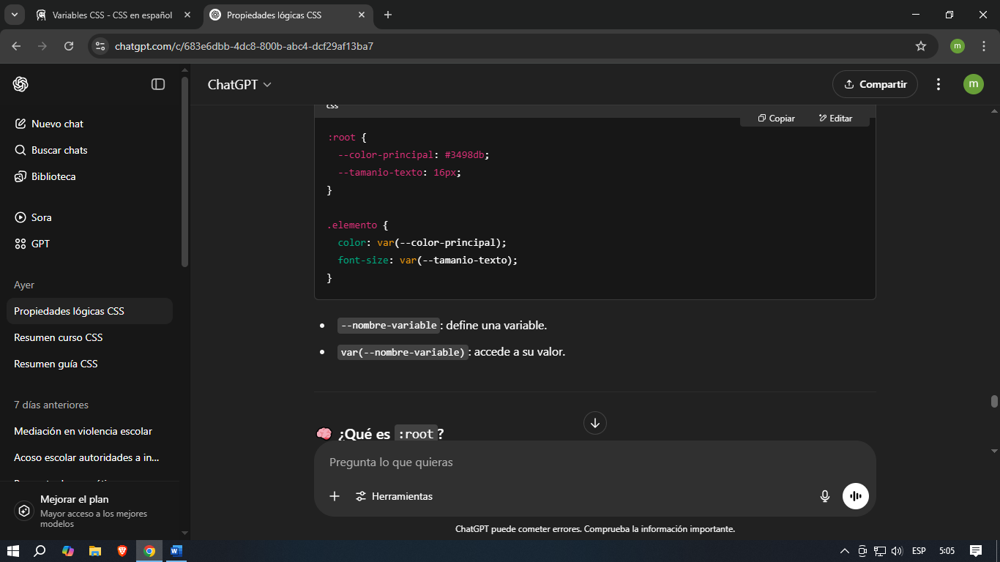 Variables CSS - CSS en español
Propiedades lógicas CSS
chatgpt.com/c/683e6dbb-4dc8-800b-abc4-dcf29af13ba7
m
ChatGPT
Compartir
m
Nuevo chat
Buscar chats
Biblioteca
Sora
GPT
Ayer
Propiedades lógicas CSS
Resumen curso CSS
Resumen guía CSS
7 días anteriores
Mediación en violencia escolar
Acoso escolar autoridades a in...
Mejorar el plan
Mayor acceso a los mejores
modelos
css
Copiar
Editar
:root {
--color-principal: #3498db;
--tamanio-texto: 16px;
}
.elemento {
color: var(--color-principal);
font-size: var(--tamanio-texto);
}
--nombre-variable: define una variable.
var(--nombre-variable): accede a su valor.
¿Qué es :root?
Pregunta lo que quieras
Herramientas
ChatGPT puede cometer errores. Comprueba la información importante.
ESP
5:05